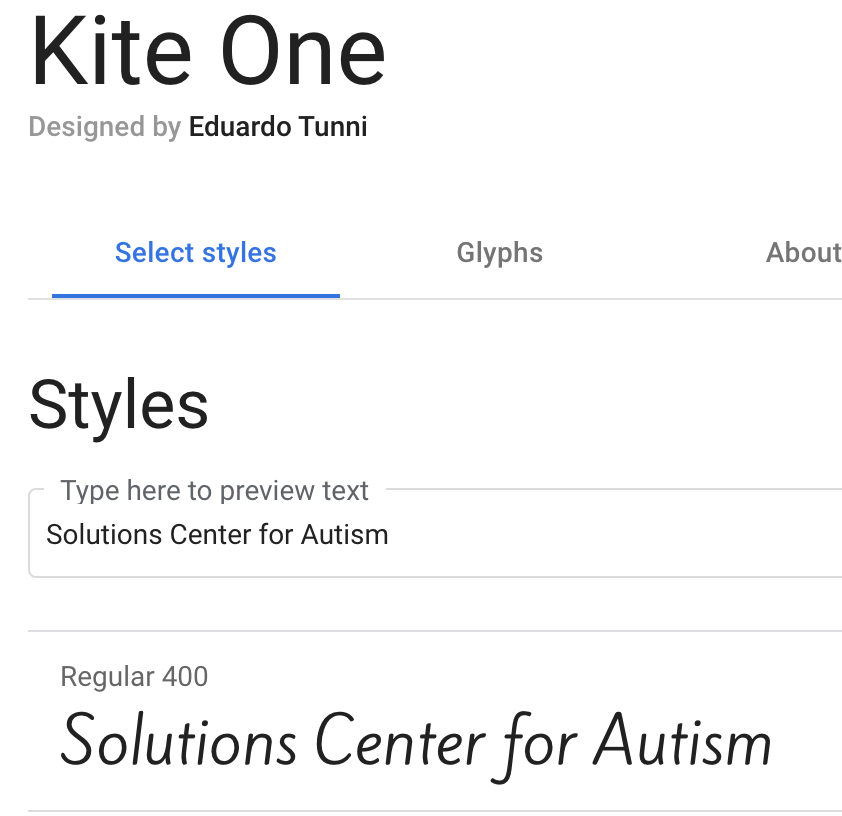 Kite One
Designed by Eduardo Tunni
Select styles Glyphs About
Styles
Type here to preview text
Solutions Center for Autism
Regular 400
Solutions Center for Autism